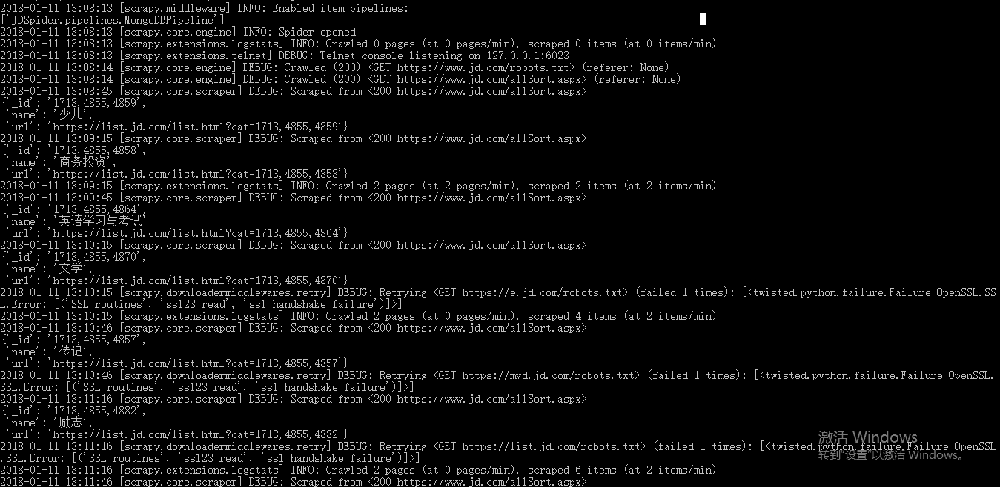 2018-01-11 13:08:13 [scrapy.middleware] INFO: Enabled item pipelines:
['JDSpider.pipelines.MongoDBPipeline']
2018-01-11 13:08:13 [scrapy.core.engine] INFO: Spider opened
2018-01-11 13:08:13 [scrapy.extensions.logstats] INFO: Crawled 0 pages (at 0 pages/min), scraped 0 items (at 0 items/min)
2018-01-11 13:08:13 [scrapy.extensions.telnet] DEBUG: Telnet console listening on 127.0.0.1:6023
2018-01-11 13:08:14 [scrapy.core.engine] DEBUG: Crawled (200) <GET https://www.jd.com/robots.txt> (referer: None)
2018-01-11 13:08:14 [scrapy.core.engine] DEBUG: Crawled (200) <GET https://www.jd.com/allSort.aspx> (referer: None)
2018-01-11 13:08:45 [scrapy.core.scraper] DEBUG: Scraped from <200 https://www.jd.com/allSort.aspx>
{'_id': '1713,4855,4859',
 'name': '少儿',
 'url': 'https://list.jd.com/list.html?cat=1713,4855,4859'}
2018-01-11 13:09:15 [scrapy.core.scraper] DEBUG: Scraped from <200 https://www.jd.com/allSort.aspx>
{'_id': '1713,4855,4858',
 'name': '商务投资',
 'url': 'https://list.jd.com/list.html?cat=1713,4855,4858'}
2018-01-11 13:09:15 [scrapy.extensions.logstats] INFO: Crawled 2 pages (at 2 pages/min), scraped 2 items (at 2 items/min)
2018-01-11 13:09:45 [scrapy.core.scraper] DEBUG: Scraped from <200 https://www.jd.com/allSort.aspx>
{'_id': '1713,4855,4864',
 'name': '英语学习与考试',
 'url': 'https://list.jd.com/list.html?cat=1713,4855,4864'}
2018-01-11 13:10:15 [scrapy.core.scraper] DEBUG: Scraped from <200 https://www.jd.com/allSort.aspx>
{'_id': '1713,4855,4870',
 'name': '文学',
 'url': 'https://list.jd.com/list.html?cat=1713,4855,4870'}
2018-01-11 13:10:15 [scrapy.downloadermiddlewares.retry] DEBUG: Retrying <GET https://e.jd.com/robots.txt> (failed 1 times): [<twisted.python.failure.Failure OpenSSL.SS
L.Error: [('SSL routines', 'ssl23_read', 'ssl handshake failure')]>]
2018-01-11 13:10:15 [scrapy.extensions.logstats] INFO: Crawled 2 pages (at 0 pages/min), scraped 4 items (at 2 items/min)
2018-01-11 13:10:46 [scrapy.core.scraper] DEBUG: Scraped from <200 https://www.jd.com/allSort.aspx>
{'_id': '1713,4855,4857',
 'name': '传记',
 'url': 'https://list.jd.com/list.html?cat=1713,4855,4857'}
2018-01-11 13:10:46 [scrapy.downloadermiddlewares.retry] DEBUG: Retrying <GET https://mvd.jd.com/robots.txt> (failed 1 times): [<twisted.python.failure.Failure OpenSSL.
SSL.Error: [('SSL routines', 'ssl23_read', 'ssl handshake failure')]>]
2018-01-11 13:11:16 [scrapy.core.scraper] DEBUG: Scraped from <200 https://www.jd.com/allSort.aspx>
{'_id': '1713,4855,4882',
 'name': '励志',
 'url': 'https://list.jd.com/list.html?cat=1713,4855,4882'}
2018-01-11 13:11:16 [scrapy.downloadermiddlewares.retry] DEBUG: Retrying <GET https://list.jd.com/robots.txt> (failed 1 times): [<twisted.python.failure.Failure OpenSSL
.SSL.Error: [('SSL routines', 'ssl23_read', 'ssl handshake failure')]>]
2018-01-11 13:11:16 [scrapy.extensions.logstats] INFO: Crawled 2 pages (at 0 pages/min), scraped 6 items (at 2 items/min)
2018-01-11 13:11:46 [scrapy.core.scraper] DEBUG: Scraped from <200 https://www.jd.com/allSort.aspx>
激活 Windows
转到"设置"以激活 Windows。